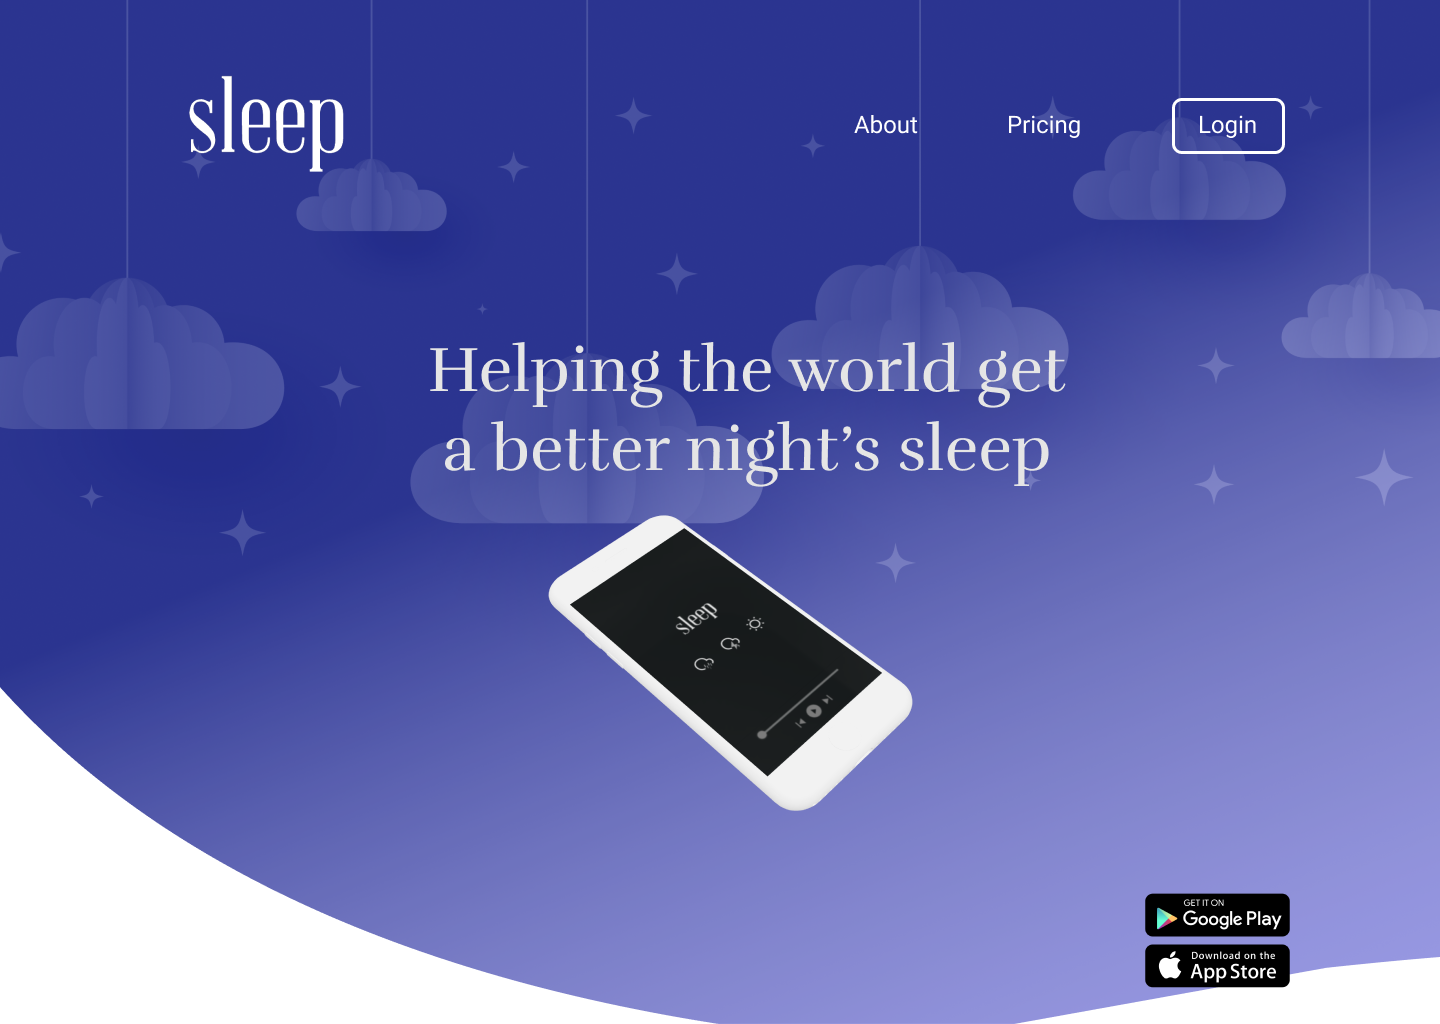 sleep
About
Pricing
Login
Helping the world get
a better night’s sleep
sleep
GET IT ON
Google Play
Download on the
App Store